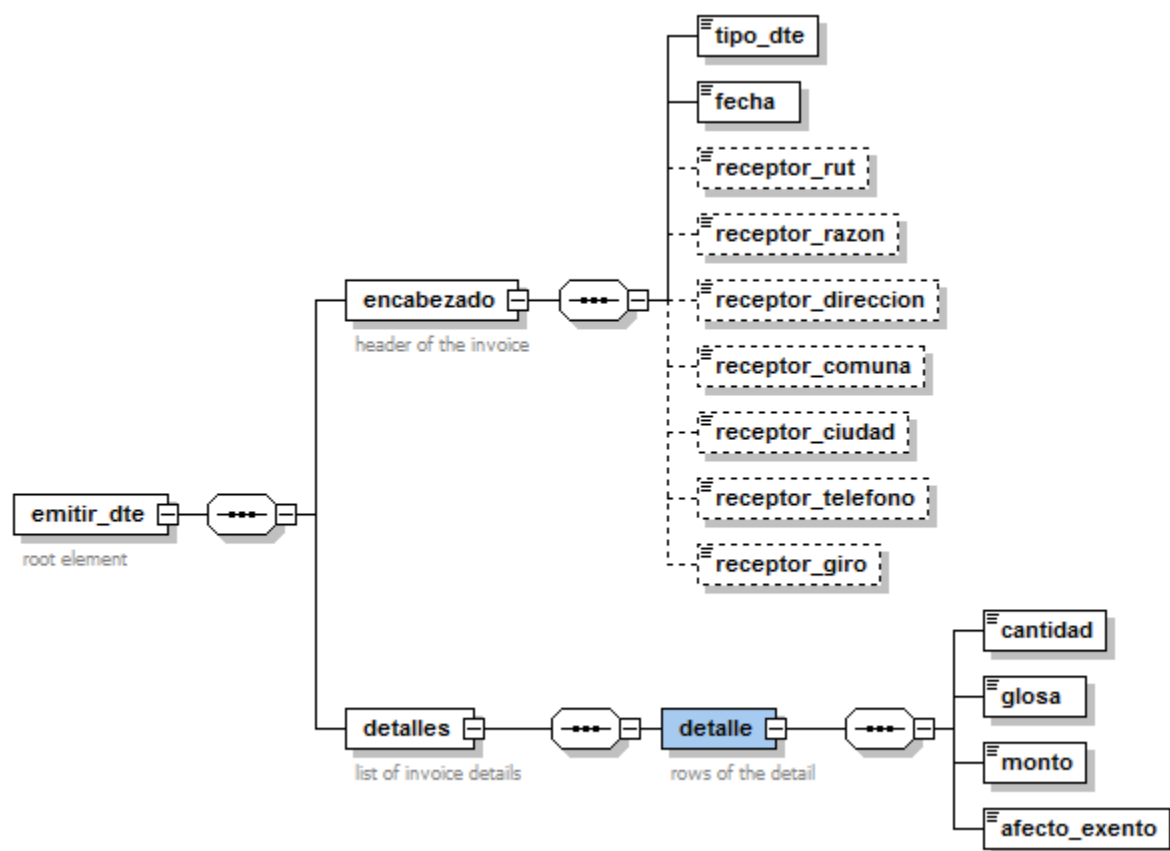 tipo_dte
fecha
receptor_rut
receptor_razon
encabezado
receptor_direccion
header of the invoice
receptor_comuna
receptor_ciudad
receptor_telefono
emitir_dte
root element
receptor_giro
cantidad
glosa
detalles
detalle
list of invoice details
rows of the detail
monto
afecto_exento